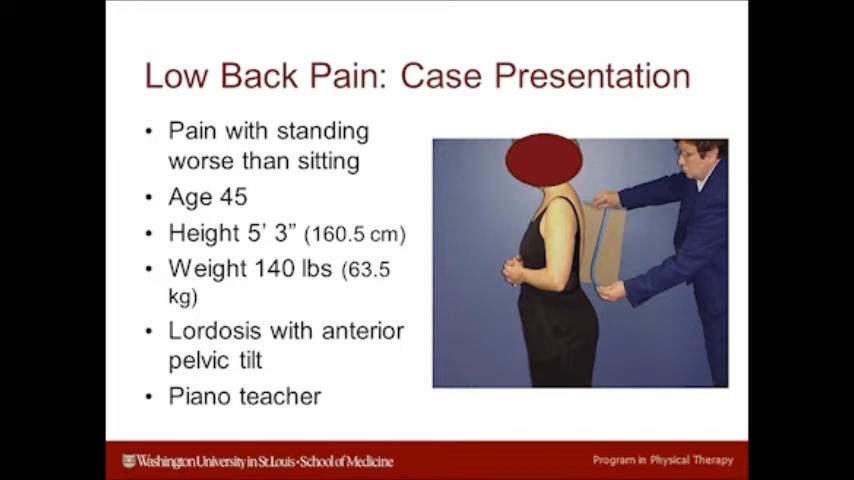 Low Back Pain: Case Presentation
• Pain with standing
worse than sitting
• Age 45
• Height 5’ 3” (160.5 cm)
• Weight 140 lbs (63.5
kg)
• Lordosis with anterior
pelvic tilt
• Piano teacher
Washington University in St. Louis • School of Medicine
Program in Physical Therapy